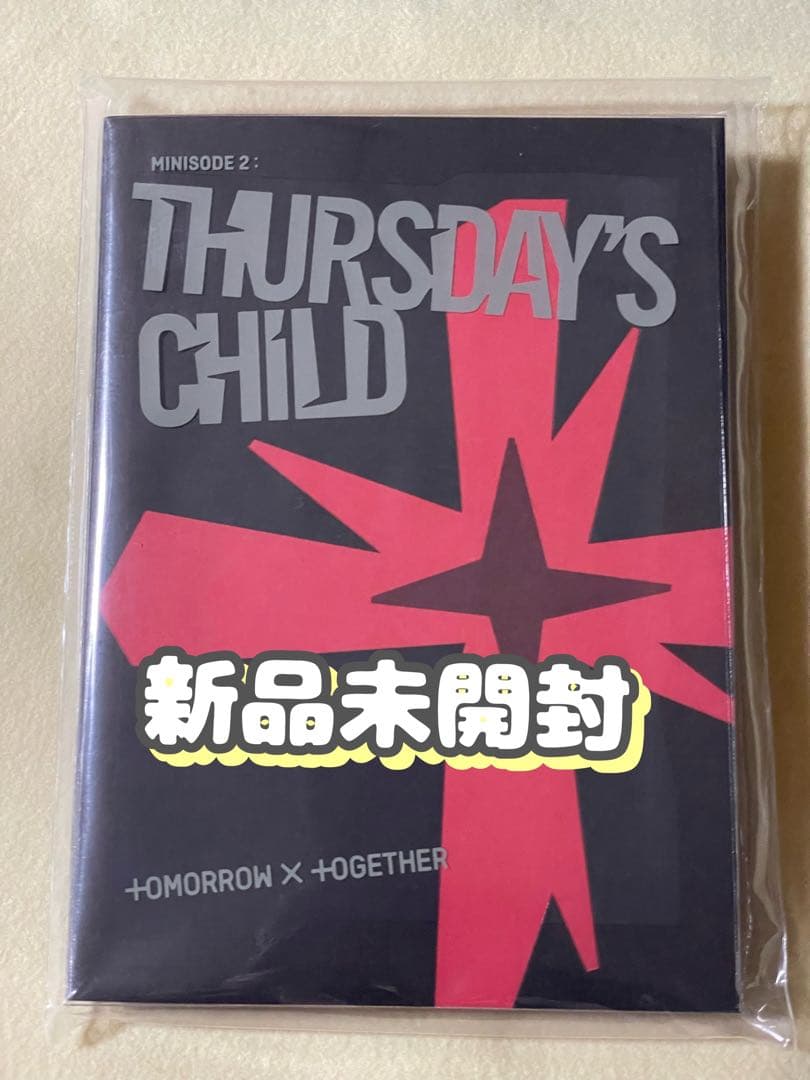 MINISODE 2 :
THURSDAY'S
CHiLD
新品未開封
TOMORROW X TOGETHER